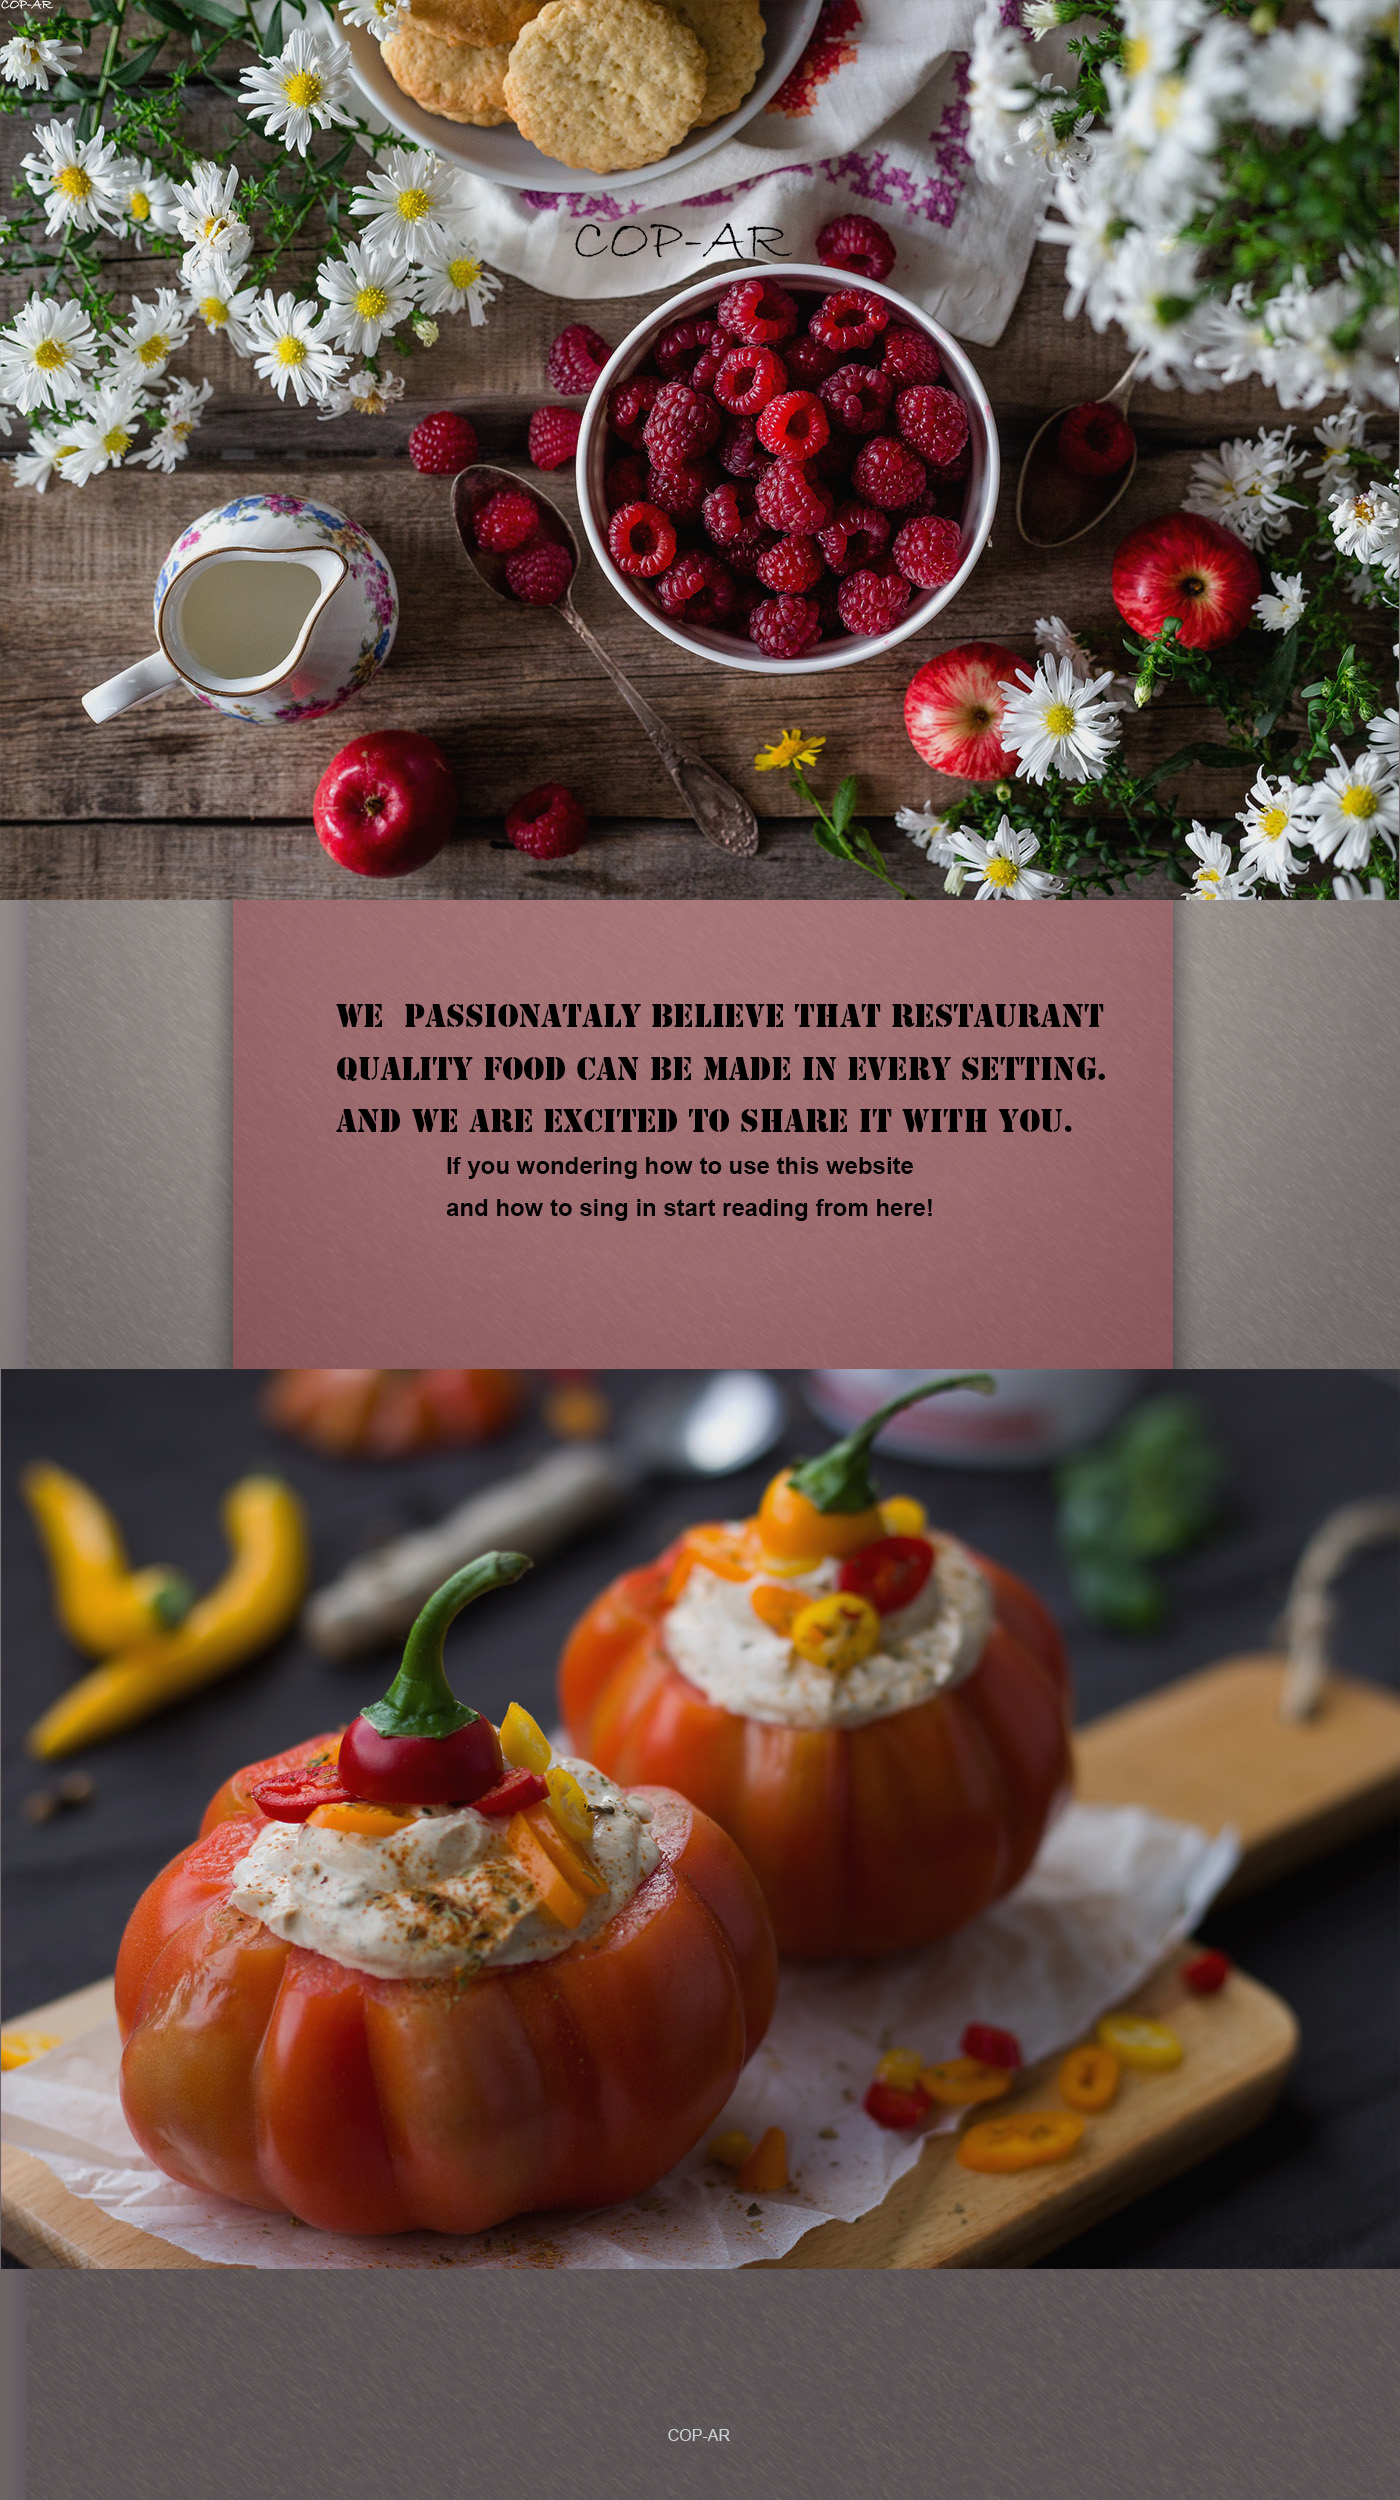 COP-AR
COP-AR
WE PASSIONATALY BELIEVE THAT RESTAURANT
QUALITY FOOD CAN BE MADE IN EVERY SETTING.
AND WE ARE EXCITED TO SHARE IT WITH YOU.
If you wondering how to use this website
and how to sing in start reading from here!
COP-AR